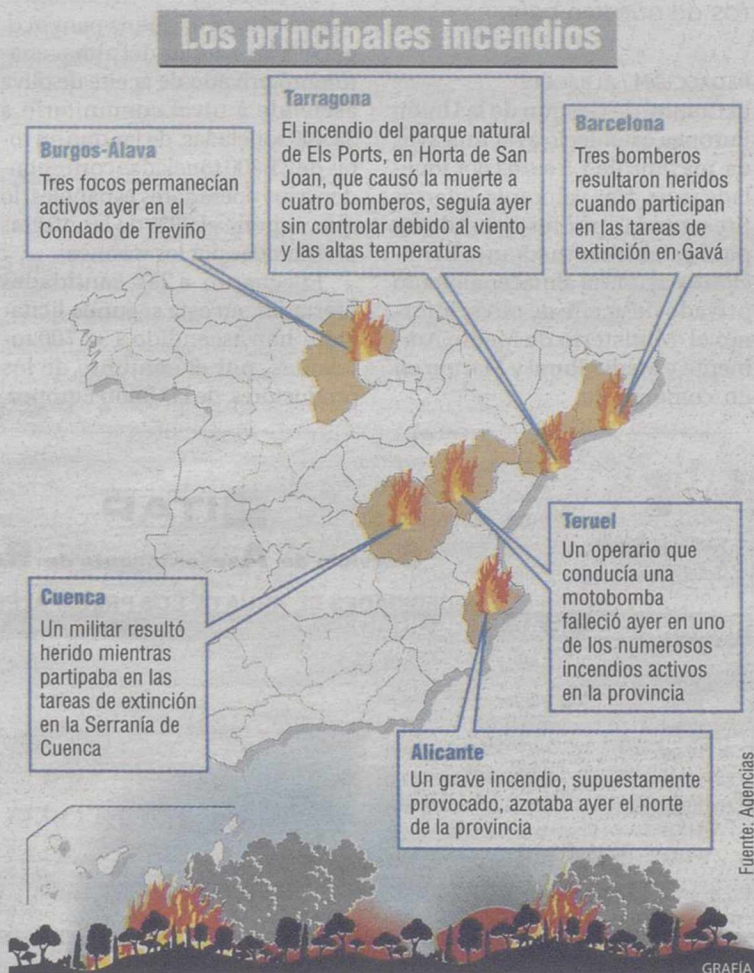 Los principales incendios
Tarragona
El incendio del parque natural
de Els Ports, en Horta de San
Joan, que causó la muerte a
cuatro bomberos, seguía ayer
sin controlar debido al viento
y las altas temperaturas
Barcelona
Tres bomberos
resultaron heridos
cuando participan
en las tareas de
extinción en Gavá
Burgos-Álava
Tres focos permanecían
activos ayer en el
Condado de Treviño
Teruel
Un operario que
conducía una
motobomba
falleció ayer en uno
de los numerosos
incendios activos
en la provincia
Cuenca
Un militar resultó
herido mientras
partipaba en las
tareas de extinción
en la Serranía de
Cuenca
Alicante
Un grave incendio, supuestamente
provocado, azotaba ayer el norte
de la provincia
Fuente: Agencias
GRAFIA